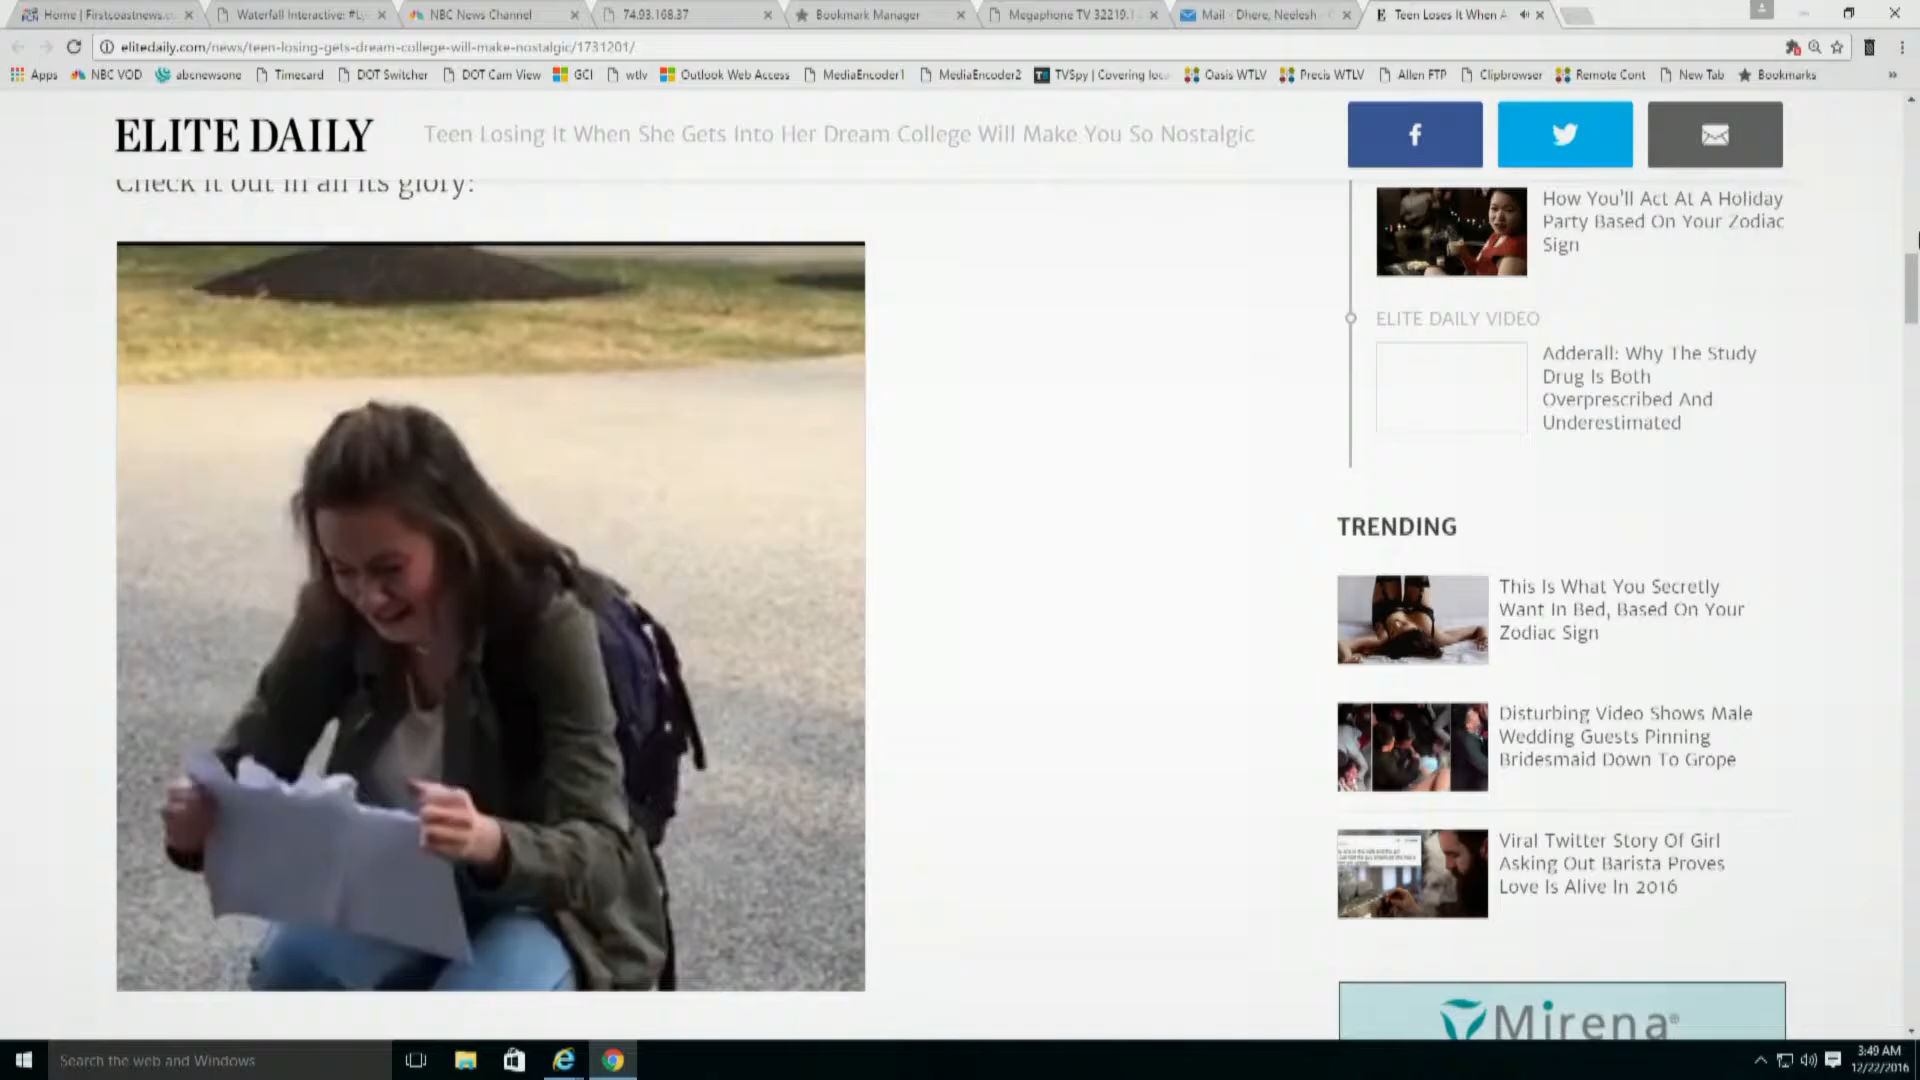 Home | Firstcoastnews.c
Waterfall Interactive: #L
NBC News Channel
74.93.168.37
Bookmark Manager
Megaphone TV 32219.1
Mail - Dhere, Neelesh
Teen Loses It When A
elitedaily.com/news/teen-losing-gets-dream-college-will-make-nostalgic/1731201/
Apps
NBC VOD
abcnewsone
Timecard
DOT Switcher
DOT Cam View
GCI
wtlv
Outlook Web Access
MediaEncoder1
MediaEncoder2
TVSpy | Covering loc
Oasis WTLV
Precis WTLV
Allen FTP
Clipbrowser
Remote Cont
New Tab
Bookmarks
ELITE DAILY
Teen Losing It When She Gets Into Her Dream College Will Make You So Nostalgic
Check it out in all its glory:
How You'll Act At A Holiday
Party Based On Your Zodiac
Sign
ELITE DAILY VIDEO
Adderall: Why The Study
Drug Is Both
Overprescribed And
Underestimated
TRENDING
This Is What You Secretly
Want In Bed, Based On Your
Zodiac Sign
Disturbing Video Shows Male
Wedding Guests Pinning
Bridesmaid Down To Grope
Viral Twitter Story Of Girl
Asking Out Barista Proves
Love Is Alive In 2016
Mirena®
Search the web and Windows
3:49 AM
12/22/2016